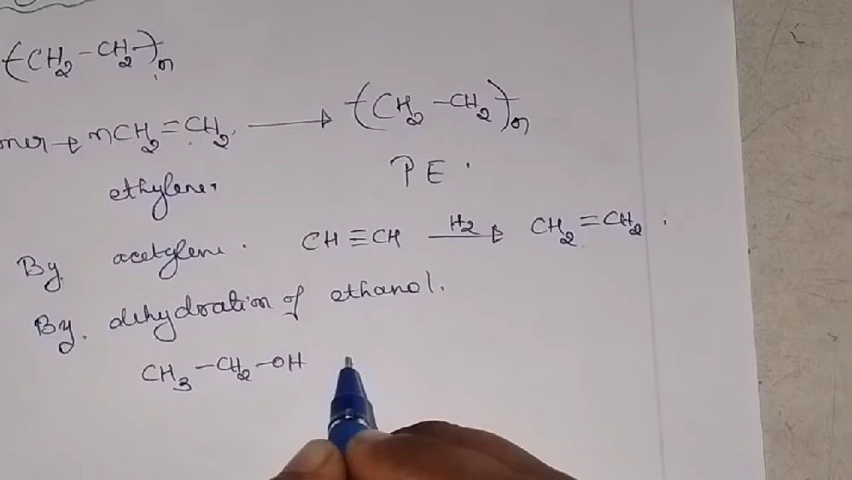 -(CH2-CH2-)n
mer → nCH2=CH2. ⟶ -(CH2-CH2)n
ethylene. PE.
By acetylene. CH≡CH H2⟶ CH2=CH2.
By. dehydration of ethanol.
CH3-CH2-OH